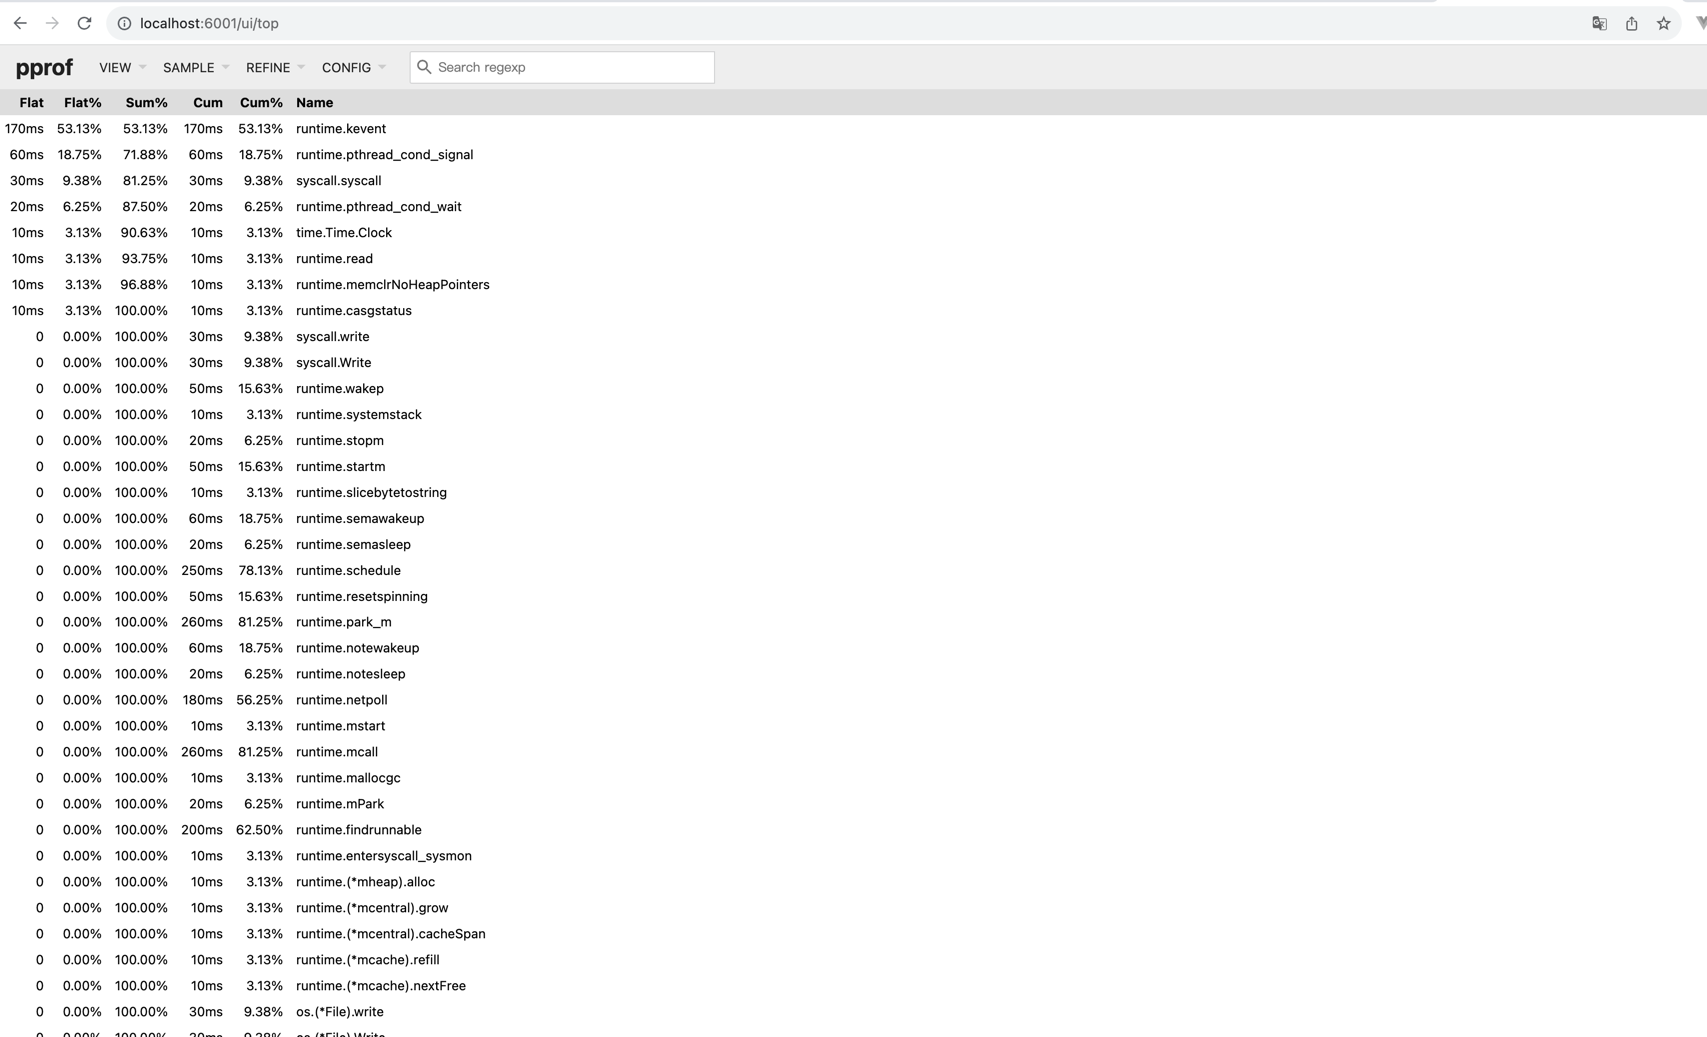 localhost:6001/ui/top
pprof VIEW SAMPLE REFINE CONFIG Search regexp
Flat Flat% Sum% Cum Cum% Name
170ms 53.13% 53.13% 170ms 53.13% runtime.kevent
60ms 18.75% 71.88% 60ms 18.75% runtime.pthread_cond_signal
30ms 9.38% 81.25% 30ms 9.38% syscall.syscall
20ms 6.25% 87.50% 20ms 6.25% runtime.pthread_cond_wait
10ms 3.13% 90.63% 10ms 3.13% time.Time.Clock
10ms 3.13% 93.75% 10ms 3.13% runtime.read
10ms 3.13% 96.88% 10ms 3.13% runtime.memclrNoHeapPointers
10ms 3.13% 100.00% 10ms 3.13% runtime.casgstatus
0 0.00% 100.00% 30ms 9.38% syscall.write
0 0.00% 100.00% 30ms 9.38% syscall.Write
0 0.00% 100.00% 50ms 15.63% runtime.wakep
0 0.00% 100.00% 10ms 3.13% runtime.systemstack
0 0.00% 100.00% 20ms 6.25% runtime.stopm
0 0.00% 100.00% 50ms 15.63% runtime.startm
0 0.00% 100.00% 10ms 3.13% runtime.slicebytetostring
0 0.00% 100.00% 60ms 18.75% runtime.semawakeup
0 0.00% 100.00% 20ms 6.25% runtime.semasleep
0 0.00% 100.00% 250ms 78.13% runtime.schedule
0 0.00% 100.00% 50ms 15.63% runtime.resetspinning
0 0.00% 100.00% 260ms 81.25% runtime.park_m
0 0.00% 100.00% 60ms 18.75% runtime.notewakeup
0 0.00% 100.00% 20ms 6.25% runtime.notesleep
0 0.00% 100.00% 180ms 56.25% runtime.netpoll
0 0.00% 100.00% 10ms 3.13% runtime.mstart
0 0.00% 100.00% 260ms 81.25% runtime.mcall
0 0.00% 100.00% 10ms 3.13% runtime.mallocgc
0 0.00% 100.00% 20ms 6.25% runtime.mPark
0 0.00% 100.00% 200ms 62.50% runtime.findrunnable
0 0.00% 100.00% 10ms 3.13% runtime.entersyscall_sysmon
0 0.00% 100.00% 10ms 3.13% runtime.(*mheap).alloc
0 0.00% 100.00% 10ms 3.13% runtime.(*mcentral).grow
0 0.00% 100.00% 10ms 3.13% runtime.(*mcentral).cacheSpan
0 0.00% 100.00% 10ms 3.13% runtime.(*mcache).refill
0 0.00% 100.00% 10ms 3.13% runtime.(*mcache).nextFree
0 0.00% 100.00% 30ms 9.38% os.(*File).write
0 0.00% 100.00% 30ms 9.38% os.(*File).Write